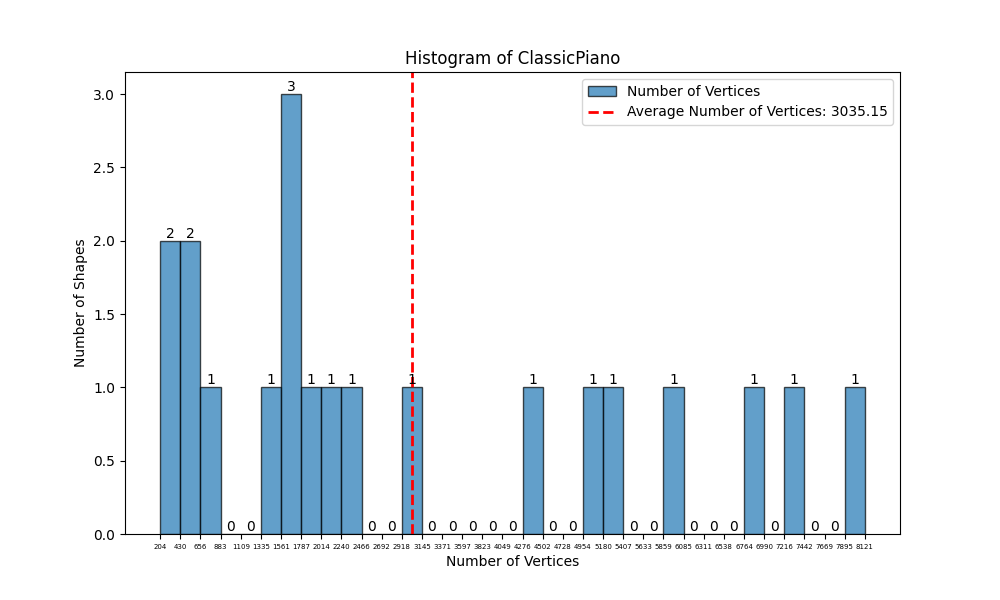 Histogram of ClassicPiano
Number of Vertices
Average Number of Vertices: 3035.15
Number of Shapes
3.0
2.5
2.0
1.5
1.0
0.5
0.0
2 2 1 0 0 1 3 1 1 1 0 0 1 0 0 0 0 0 1 0 0 1 1 0 0 1 0 0 0 1 0 1 0 0 1
204 430 656 883 1109 1335 1561 1787 2014 2240 2466 2692 2918 3145 3371 3597 3823 4049 4276 4502 4728 4954 5180 5407 5633 5859 6085 6311 6538 6764 6990 7216 7442 7669 7895 8121
Number of Vertices